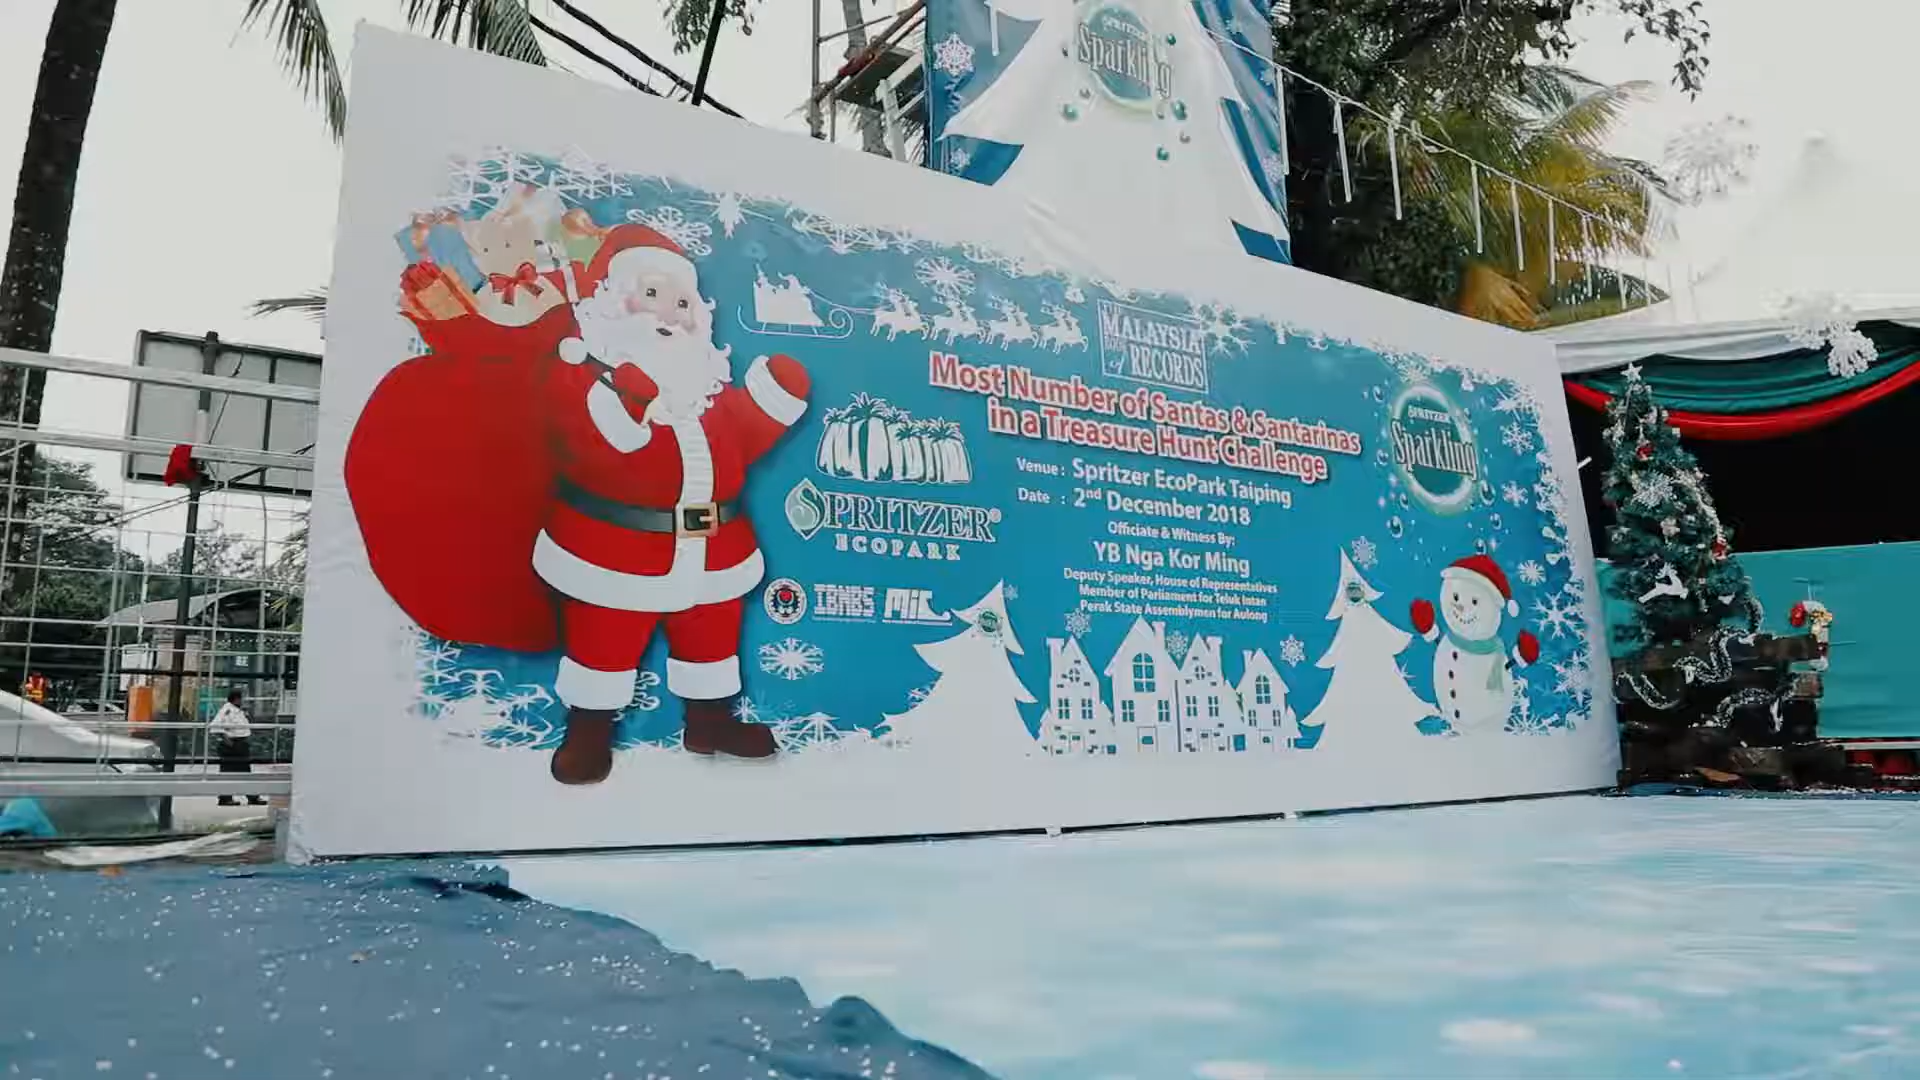 SPRITZER
Sparkling
MALAYSIA
BOOK
of RECORDS
Most Number of Santas & Santarinas
in a Treasure Hunt Challenge
Venue : Spritzer EcoPark Taiping
Date : 2nd December 2018
Officiate & Witness By:
YB Nga Kor Ming
Deputy Speaker, House of Representatives
Member of Parliament for Teluk Intan
Perak State Assemblymen for Aulong
SPRITZER®
ECOPARK
SPRITZER
Sparkling